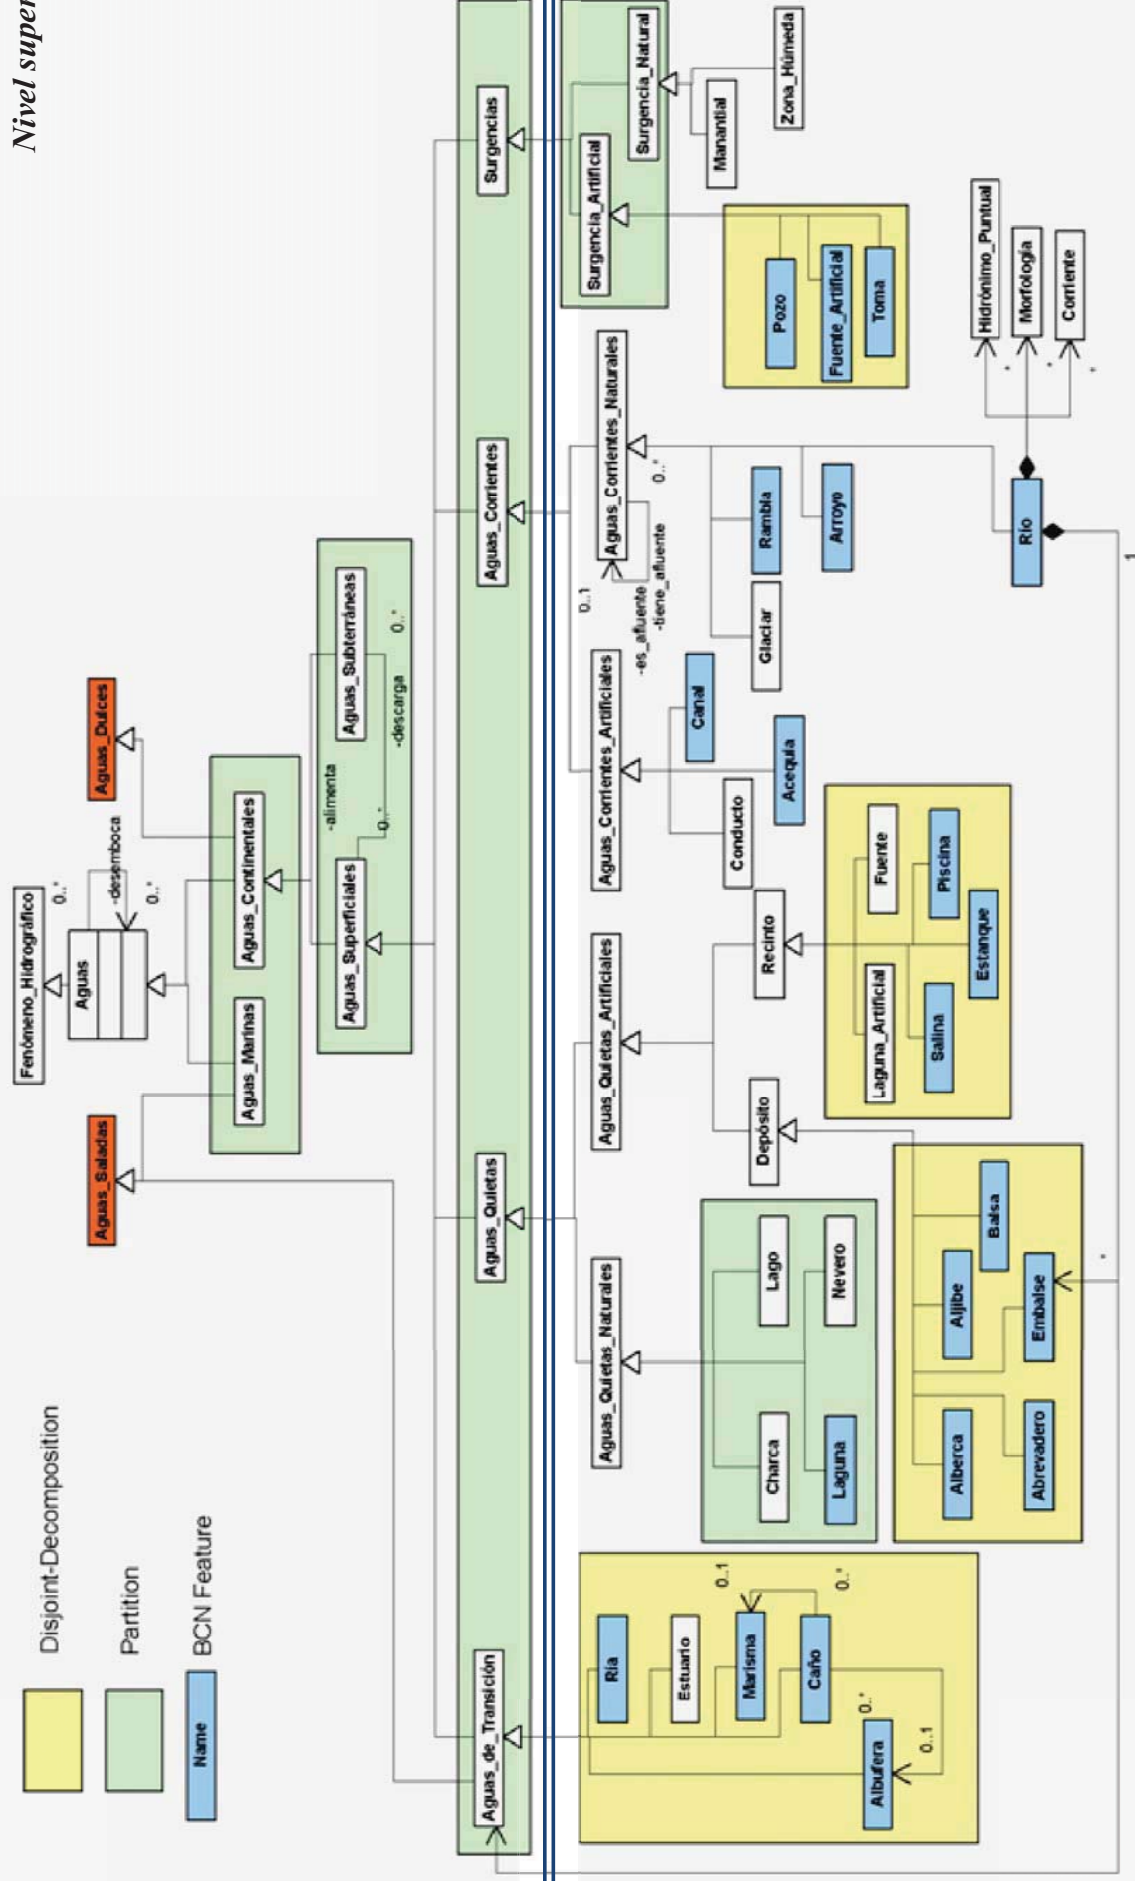 Nivel super
Disjoint-Decomposition
Partition
Name
BCN Feature
Fenómeno_Hidrográfico
Aguas
0..*
-desemboca
0..*
Aguas_Saladas
Aguas_Dulces
Aguas_Marinas
Aguas_Continentales
Aguas_Superficiales
-alimenta
0..*
Aguas_Subterráneas
-descarga
0..*
Aguas_de_Transición
Aguas_Quietas
Aguas_Corrientes
Surgencias
Ría
Estuario
Marisma
0..1
Caño
0..*
Albufera
0..*
0..1
Aguas_Quietas_Naturales
Charca
Lago
Laguna
Nevero
Aguas_Quietas_Artificiales
Depósito
Recinto
Alberca
Aljibe
Balsa
Abrevadero
Embalse
*
Laguna_Artificial
Fuente
Salina
Piscina
Estanque
Aguas_Corrientes_Artificiales
Conducto
Canal
Acequia
Aguas_Corrientes_Naturales
0..1
-es_afluente
-tiene_afluente
0..*
Glaciar
Rambla
Arroyo
Río
1
Hidrónimo_Puntual
*
Morfología
*
Corriente
*
Surgencia_Artificial
Surgencia_Natural
Pozo
Fuente_Artificial
Toma
Manantial
Zona_Húmeda